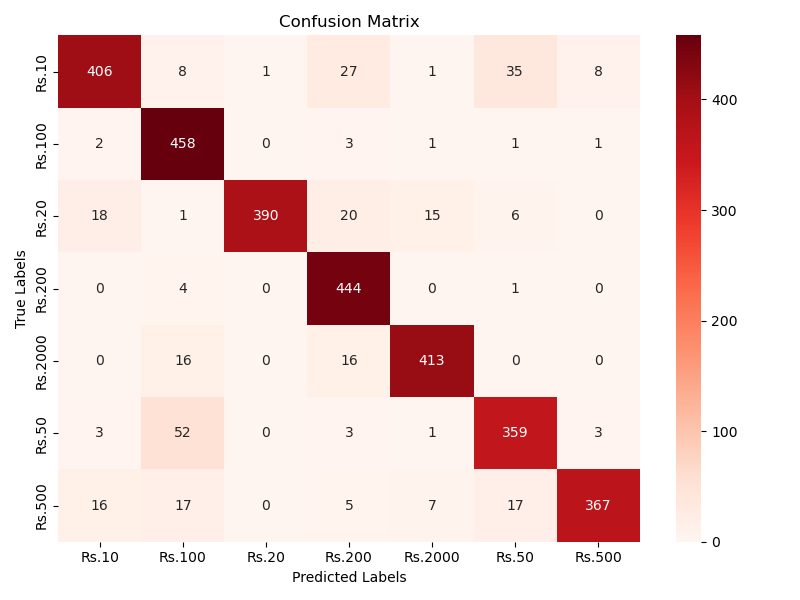 Confusion Matrix
True Labels
Rs.10 406 8 1 27 1 35 8
Rs.100 2 458 0 3 1 1 1
Rs.20 18 1 390 20 15 6 0
Rs.200 0 4 0 444 0 1 0
Rs.2000 0 16 0 16 413 0 0
Rs.50 3 52 0 3 1 359 3
Rs.500 16 17 0 5 7 17 367
Rs.10 Rs.100 Rs.20 Rs.200 Rs.2000 Rs.50 Rs.500
Predicted Labels
400
300
200
100
0